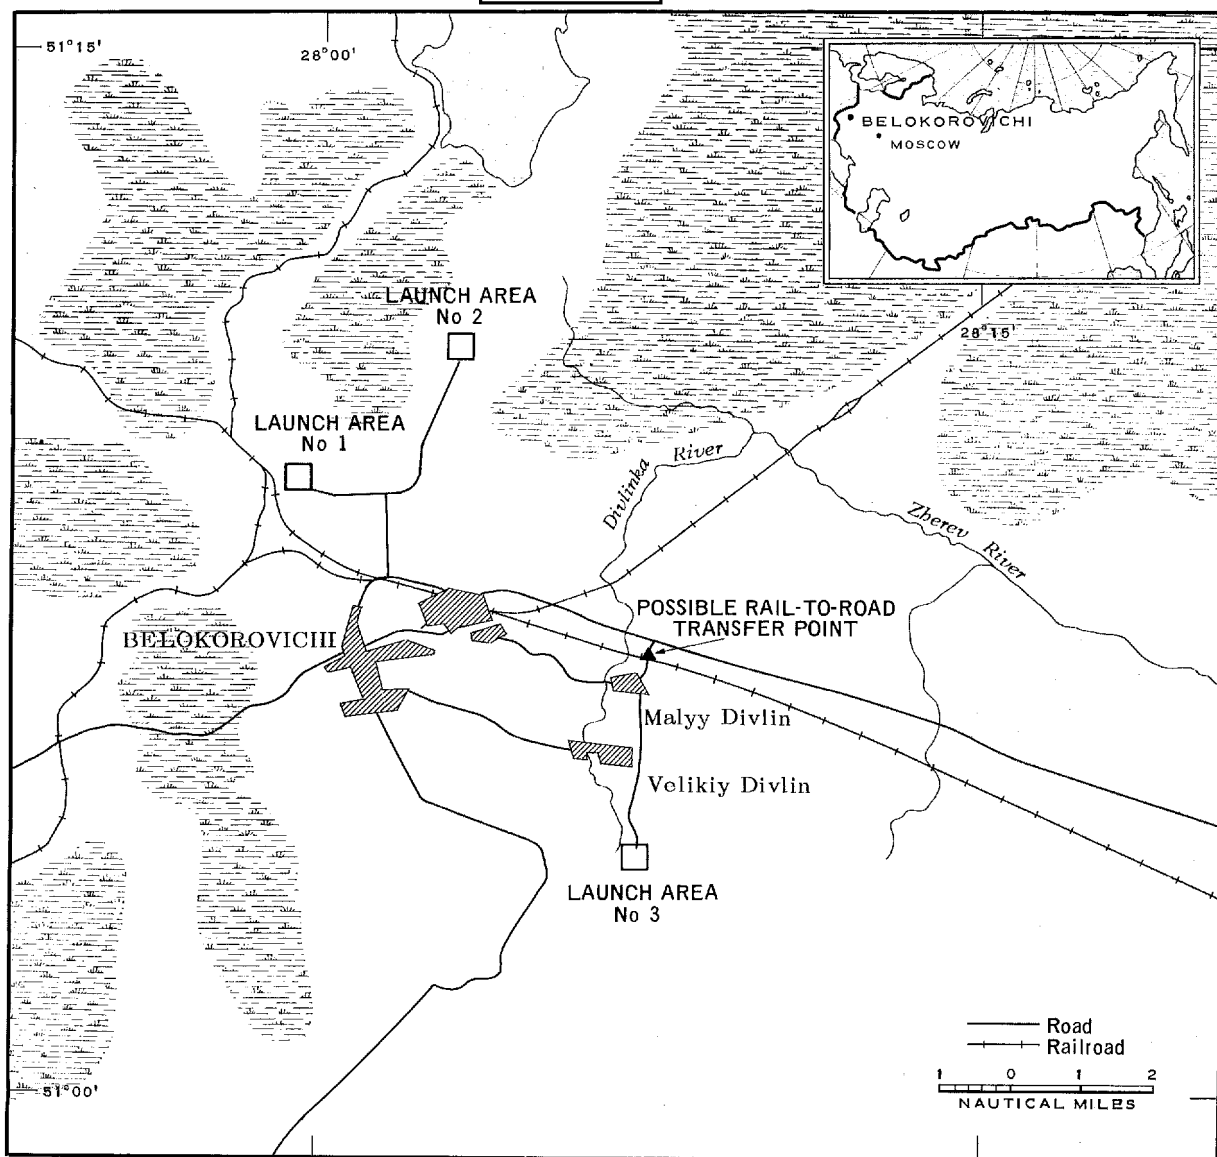 51°15'
28°00'
BELOKOROVICHI
MOSCOW
LAUNCH AREA
No 2
28°15'
LAUNCH AREA
No 1
Divlinka River
Zherev River
POSSIBLE RAIL-TO-ROAD
TRANSFER POINT
BELOKOROVICHI
Malyy Divlin
Velikiy Divlin
LAUNCH AREA
No 3
Road
Railroad
51°00'
1 0 1 2
NAUTICAL MILES